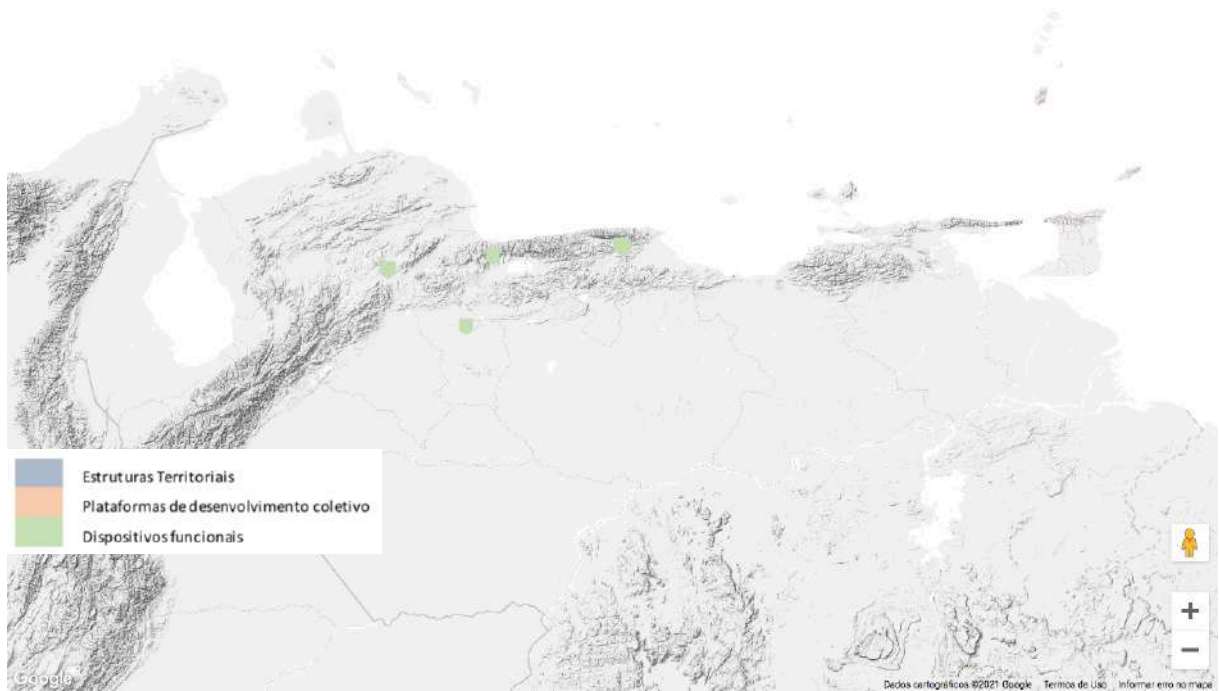 Estruturas Territoriais
Plataformas de desenvolvimento coletivo
Dispositivos funcionais
Google
Dados cartográficos ©2021 Google Termos de Uso Informar erro no mapa